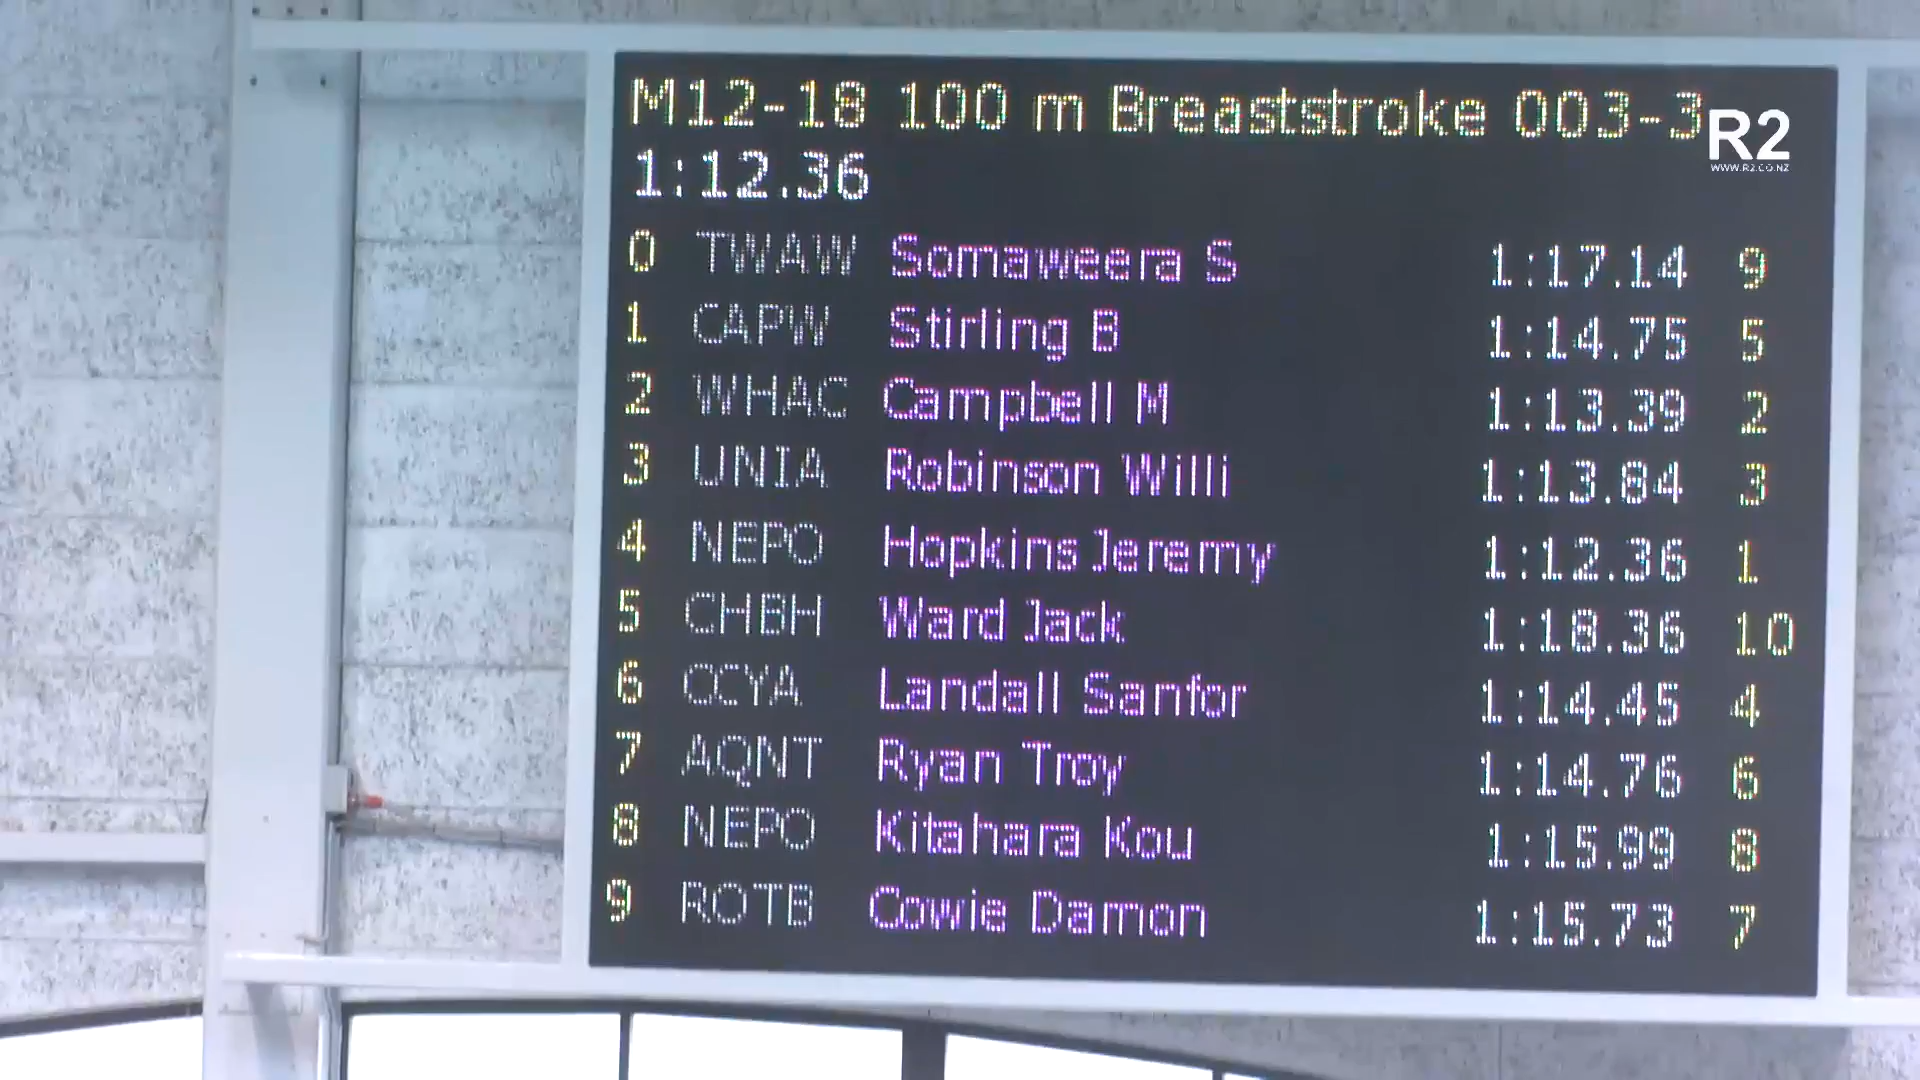 M12-18 100 m Breaststroke 003-3
R2
WWW.R2.CO.NZ
1:12.36
0 TWAW Somaweera S 1:17.14 9
1 CAPW Stirling B 1:14.75 5
2 WHAC Campbell M 1:13.39 2
3 UNIA Robinson Willi 1:13.84 3
4 NEPO Hopkins Jeremy 1:12.36 1
5 CHBH Ward Jack 1:18.36 10
6 CCYA Landall Sanfor 1:14.45 4
7 AQNT Ryan Troy 1:14.76 6
8 NEPO Kitahara Kou 1:15.99 8
9 ROTB Cowie Damon 1:15.73 7